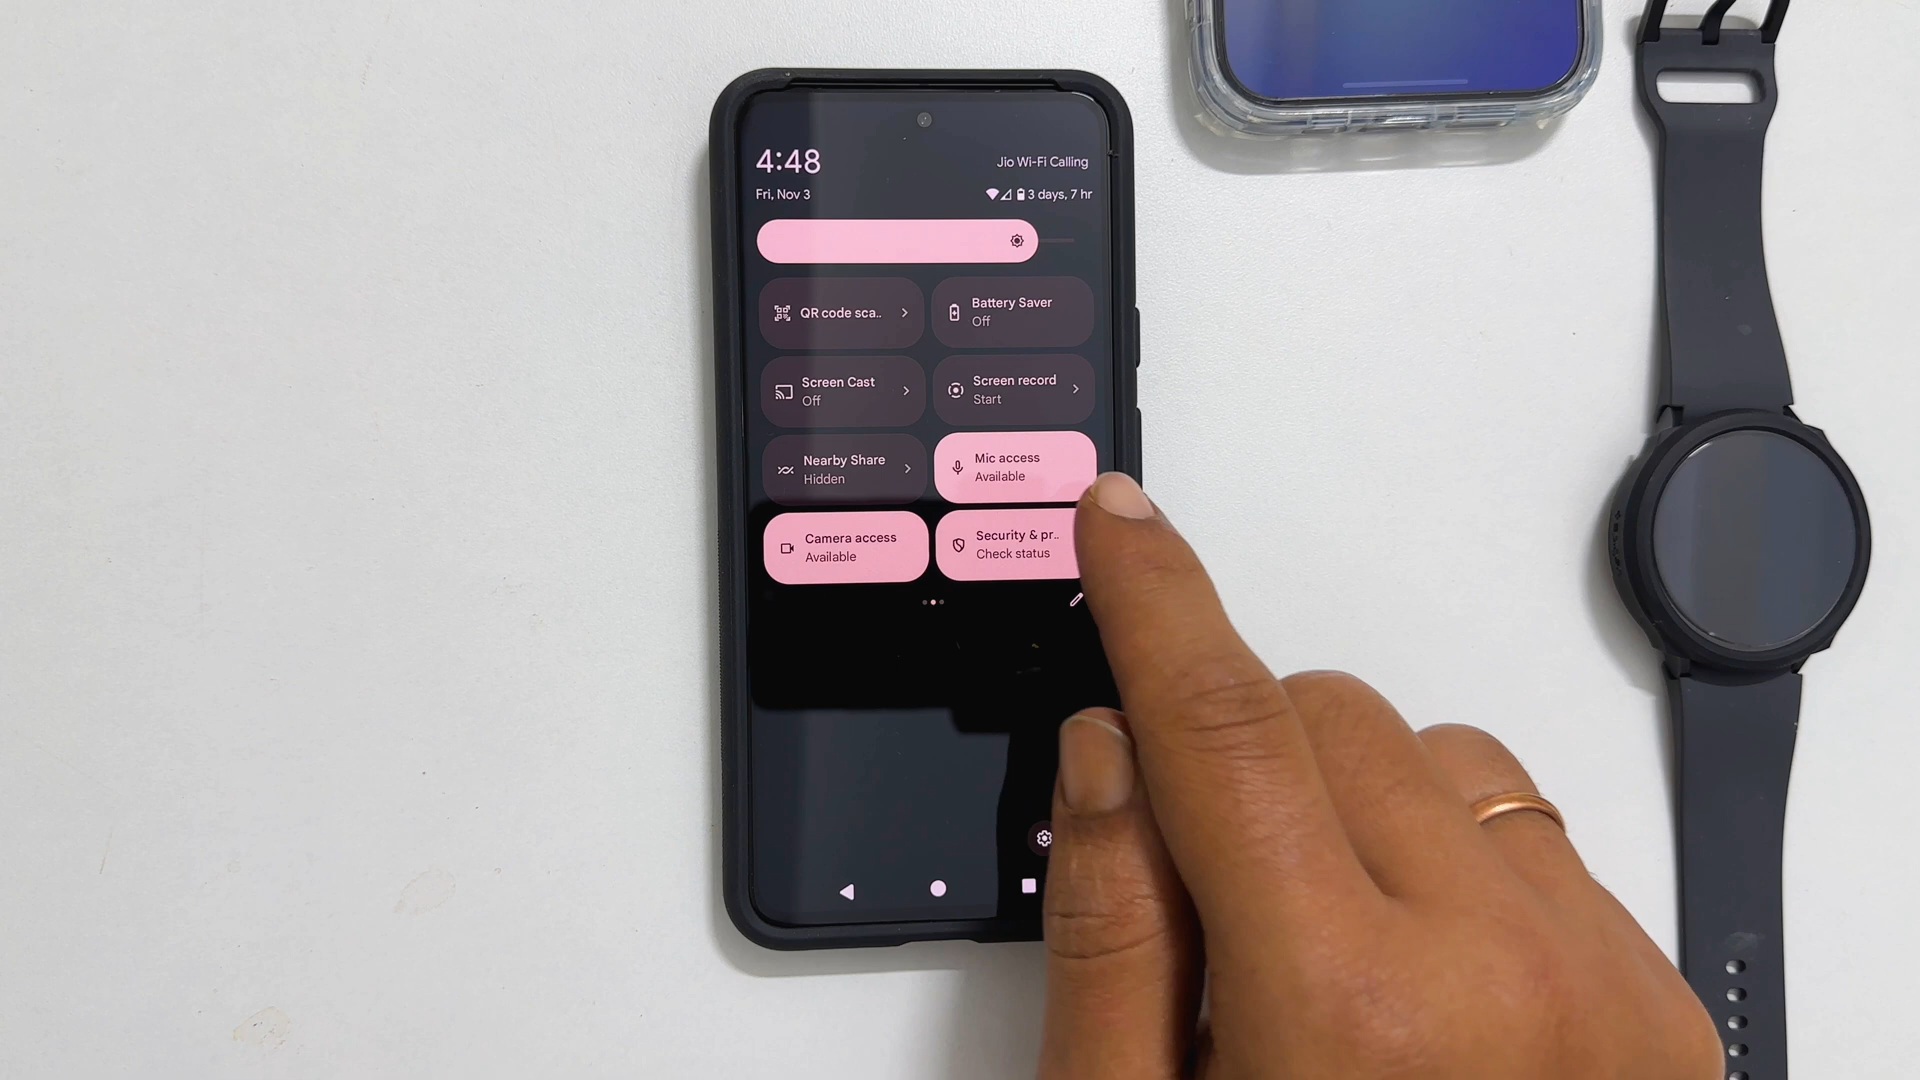 4:48
Jio Wi-Fi Calling
Fri, Nov 3
3 days, 7 hr
QR code sca..
Battery Saver
Off
Screen Cast
Off
Screen record
Start
Nearby Share
Hidden
Mic access
Available
Camera access
Available
Security & pr..
Check status